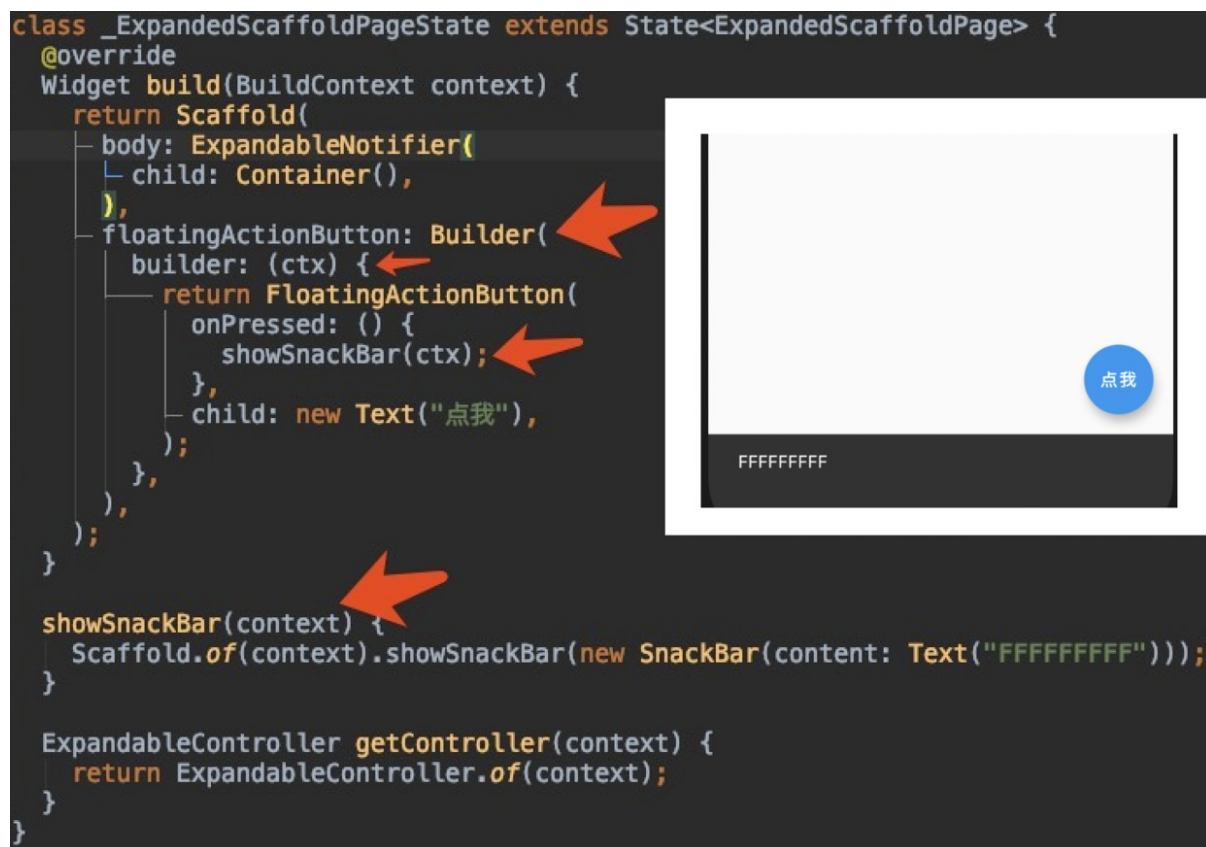 class _ExpandedScaffoldPageState extends State<ExpandedScaffoldPage> {
@override
Widget build(BuildContext context) {
return Scaffold(
body: ExpandableNotifier(
child: Container(),
),
floatingActionButton: Builder(
builder: (ctx) {
return FloatingActionButton(
onPressed: () {
showSnackBar(ctx);
},
child: new Text("点我"),
);
},
),
);
}
showSnackBar(context) {
Scaffold.of(context).showSnackBar(new SnackBar(content: Text("FFFFFFFFF")));
}
ExpandableController getController(context) {
return ExpandableController.of(context);
}
}
点我
FFFFFFFFF